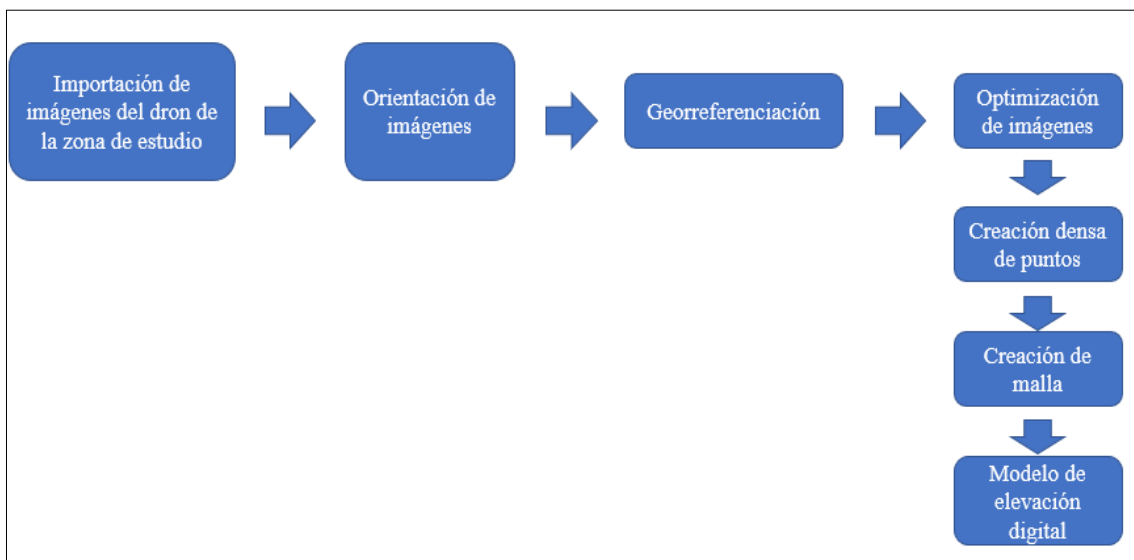 Importación de
imágenes del dron de
la zona de estudio
Orientación de
imágenes
Georreferenciación
Optimización
de imágenes
Creación densa
de puntos
Creación de
malla
Modelo de
elevación
digital